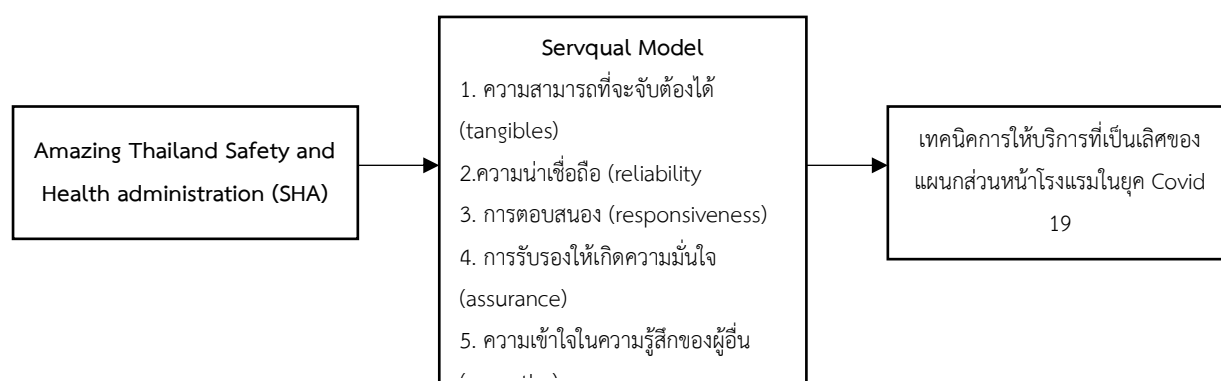 Amazing Thailand Safety and
Health administration (SHA)
Servqual Model
1. ความสามารถที่จะจับต้องได้
(tangibles)
2.ความน่าเชื่อถือ (reliability
3. การตอบสนอง (responsiveness)
4. การรับรองให้เกิดความมั่นใจ
(assurance)
5. ความเข้าใจในความรู้สึกของผู้อื่น
เทคนิคการให้บริการที่เป็นเลิศของ
แผนกส่วนหน้าโรงแรมในยุค Covid
19